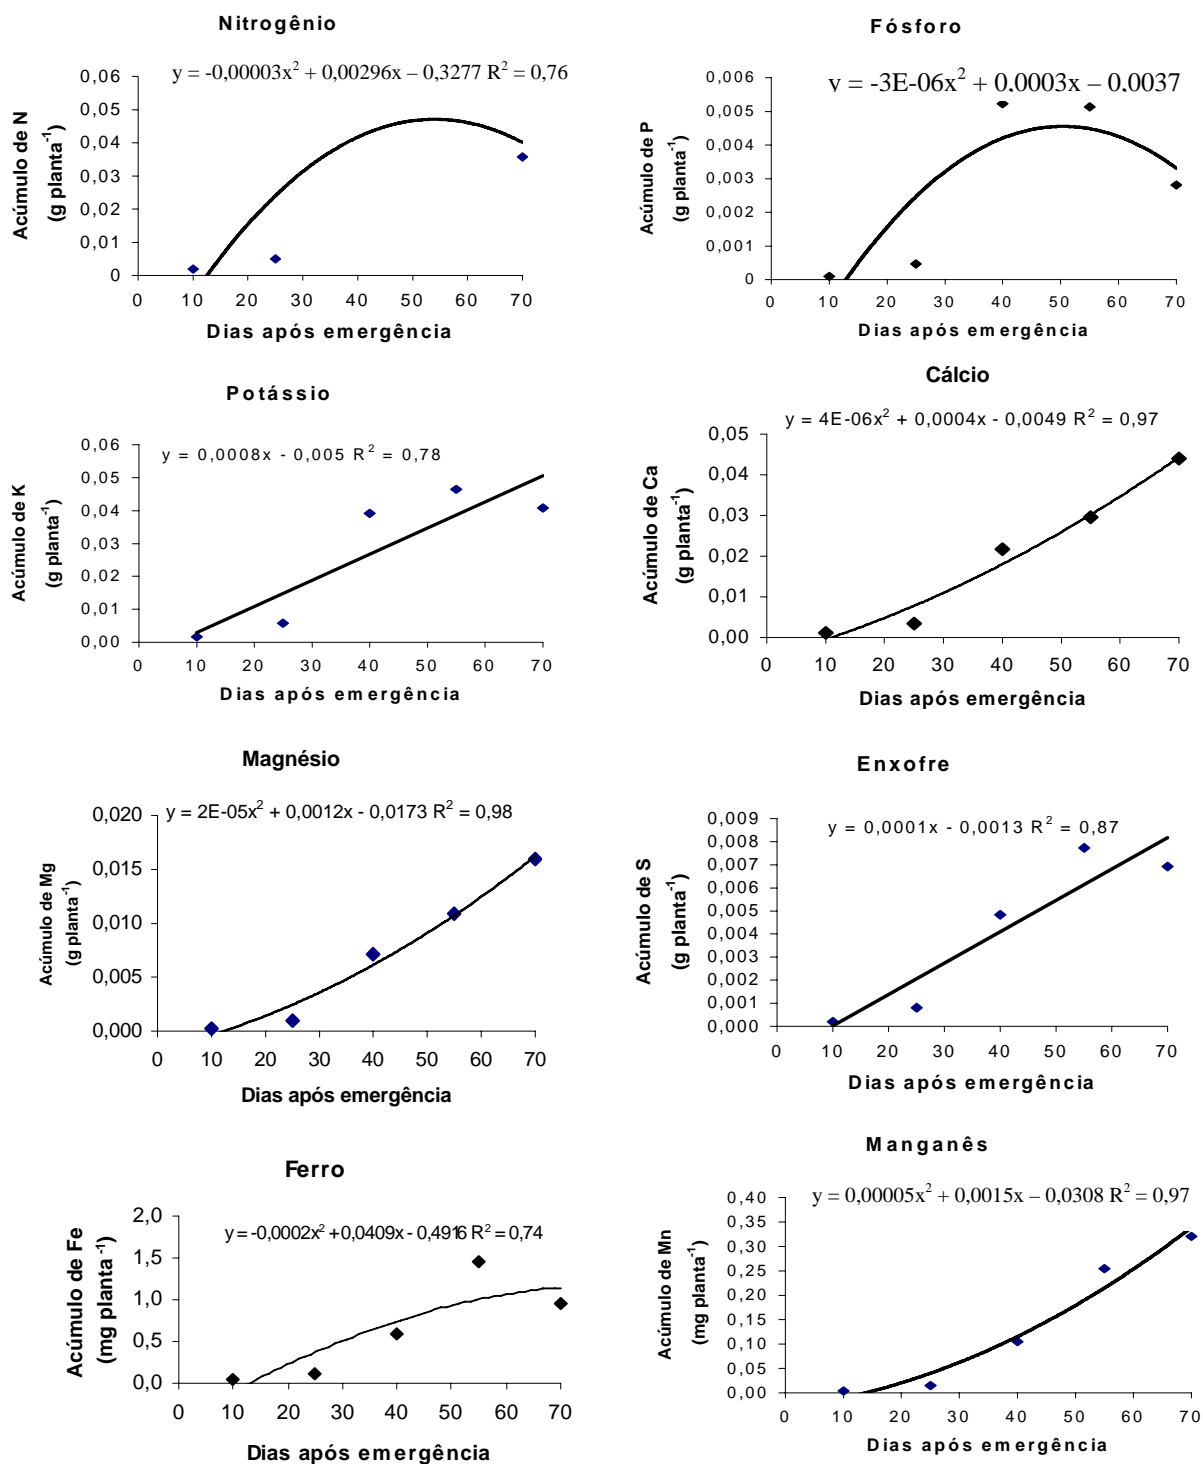 Nitrogênio
y = -0,00003x² + 0,00296x – 0,3277 R² = 0,76
Acúmulo de N
(g planta⁻¹)
0,06
0,05
0,04
0,03
0,02
0,01
0
0 10 20 30 40 50 60 70
Dias após emergência
Fósforo
y = -3E-06x² + 0,0003x – 0,0037
Acúmulo de P
(g planta⁻¹)
0,006
0,005
0,004
0,003
0,002
0,001
0
0 10 20 30 40 50 60 70
Dias após emergência
Potássio
y = 0,0008x - 0,005 R² = 0,78
Acúmulo de K
(g planta⁻¹)
0,06
0,05
0,04
0,03
0,02
0,01
0,00
0 10 20 30 40 50 60 70
Dias após emergência
Cálcio
y = 4E-06x² + 0,0004x - 0,0049 R² = 0,97
Acúmulo de Ca
(g planta⁻¹)
0,05
0,04
0,03
0,02
0,01
0,00
0 10 20 30 40 50 60 70
Dias após emergência
Magnésio
y = 2E-05x² + 0,0012x - 0,0173 R² = 0,98
Acúmulo de Mg
(g planta⁻¹)
0,020
0,015
0,010
0,005
0,000
0 10 20 30 40 50 60 70
Dias após emergência
Enxofre
y = 0,0001x - 0,0013 R² = 0,87
Acúmulo de S
(g planta⁻¹)
0,009
0,008
0,007
0,006
0,005
0,004
0,003
0,002
0,001
0,000
0 10 20 30 40 50 60 70
Dias após emergência
Ferro
y = -0,0002x² + 0,0409x - 0,4916 R² = 0,74
Acúmulo de Fe
(mg planta⁻¹)
2,0
1,5
1,0
0,5
0,0
0 10 20 30 40 50 60 70
Dias após emergência
Manganês
y = 0,00005x² + 0,0015x – 0,0308 R² = 0,97
Acúmulo de Mn
(mg planta⁻¹)
0,40
0,35
0,30
0,25
0,20
0,15
0,10
0,05
0,00
0 10 20 30 40 50 60 70
Dias após emergência